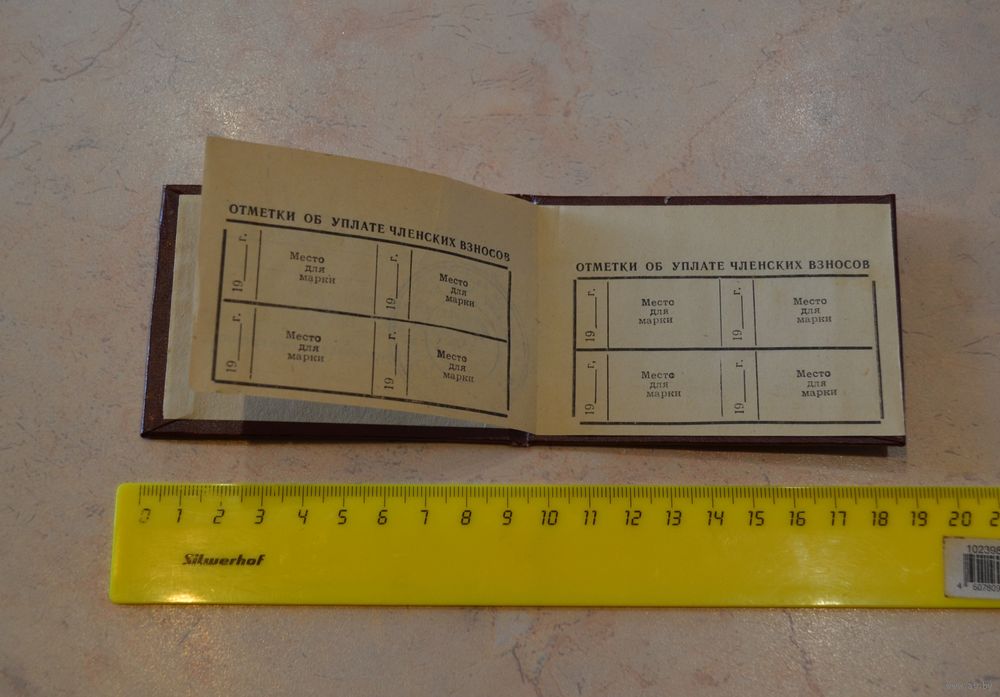 ОТМЕТКИ ОБ УПЛАТЕ ЧЛЕНСКИХ ВЗНОСОВ
19 г.
Место
для
марки
19 г.
Место
для
марки
19 г.
Место
для
марки
19 г.
Место
для
марки
ОТМЕТКИ ОБ УПЛАТЕ ЧЛЕНСКИХ ВЗНОСОВ
19 г.
Место
для
марки
19 г.
Место
для
марки
19 г.
Место
для
марки
19 г.
Место
для
марки
0 1 2 3 4 5 6 7 8 9 10 11 12 13 14 15 16 17 18 19 20
Silwerhof